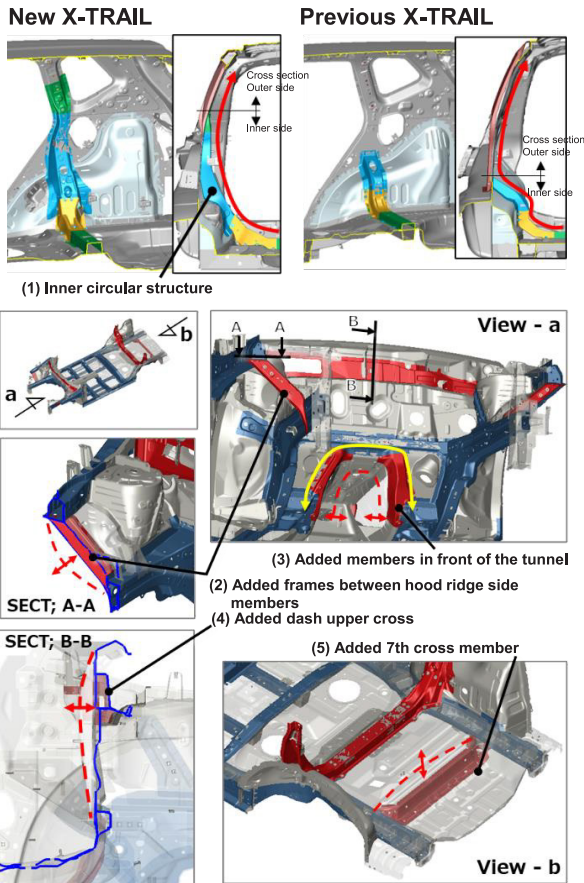 New X-TRAIL
Previous X-TRAIL
Cross section
Outer side
Inner side
Cross section
Outer side
Inner side
(1) Inner circular structure
b
a
A A
B
B
View - a
(3) Added members in front of the tunnel
(2) Added frames between hood ridge side
members
SECT; A-A
(4) Added dash upper cross
SECT; B-B
(5) Added 7th cross member
View - b